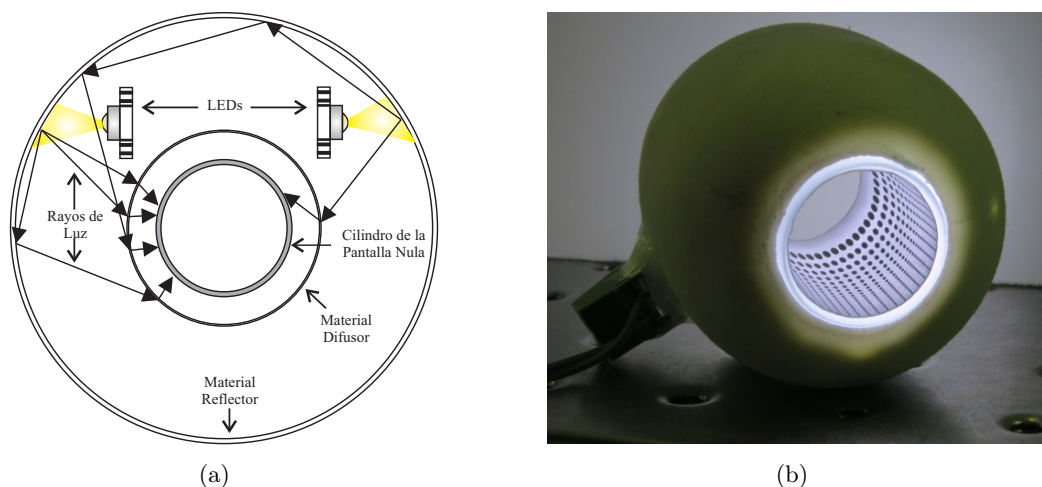 LEDs
Rayos de
Luz
Cilindro de la
Pantalla Nula
Material
Difusor
Material
Reflector
(a)
(b)